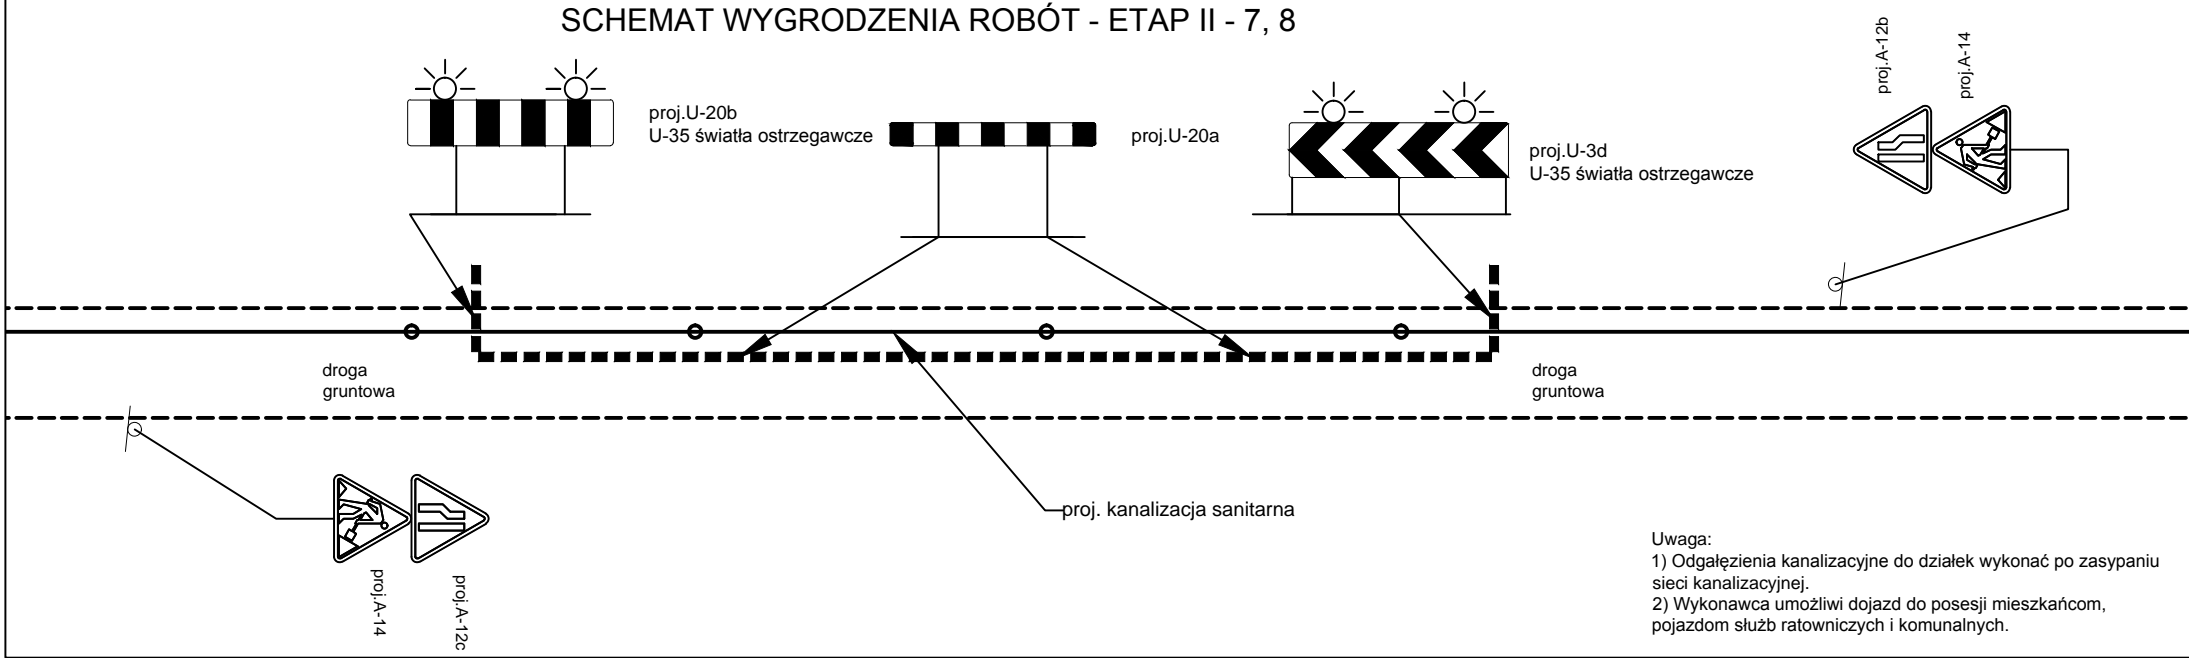 SCHEMAT WYGRODZENIA ROBÓT - ETAP II - 7, 8
proj.U-20b
U-35 światła ostrzegawcze
proj.U-20a
proj.U-3d
U-35 światła ostrzegawcze
proj.A-12b
proj.A-14
droga
gruntowa
droga
gruntowa
proj. kanalizacja sanitarna
proj.A-14
proj.A-12c
Uwaga:
1) Odgałęzienia kanalizacyjne do działek wykonać po zasypaniu
sieci kanalizacyjnej.
2) Wykonawca umożliwi dojazd do posesji mieszkańcom,
pojazdom służb ratowniczych i komunalnych.